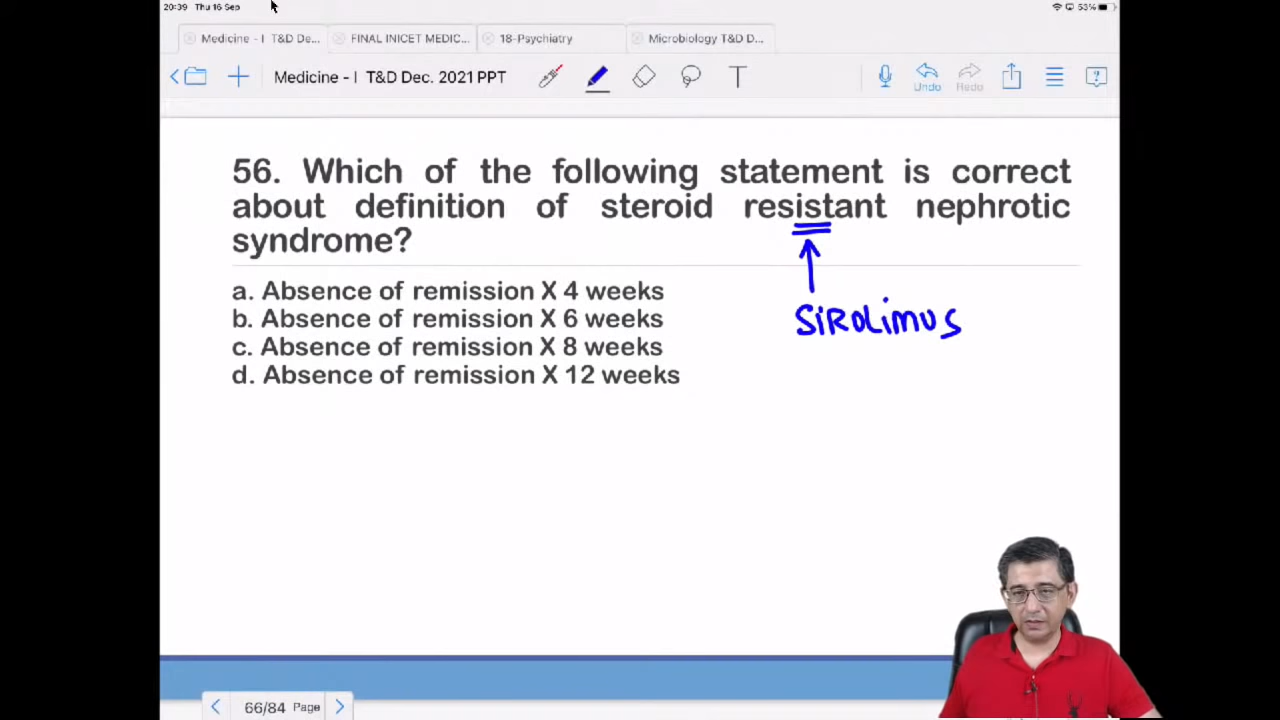 20:39 Thu 16 Sep
53%
Medicine - I T&D De...
FINAL INICET MEDIC...
18-Psychiatry
Microbiology T&D D...
Medicine - I T&D Dec. 2021 PPT
T
Undo
Redo
?
56. Which of the following statement is correct
about definition of steroid resistant nephrotic
syndrome?
a. Absence of remission X 4 weeks
b. Absence of remission X 6 weeks
c. Absence of remission X 8 weeks
d. Absence of remission X 12 weeks
SiROLimUS
66/84 Page